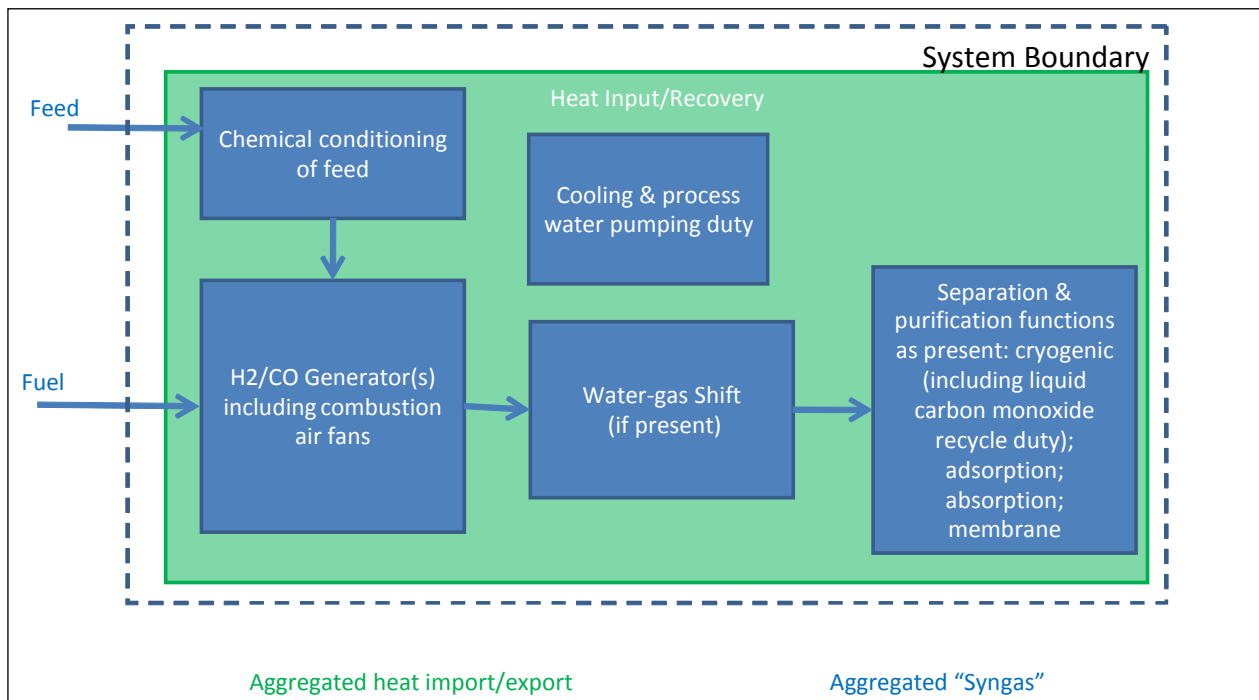 System Boundary
Heat Input/Recovery
Feed
Chemical conditioning
of feed
Cooling & process
water pumping duty
Fuel
H2/CO Generator(s)
including combustion
air fans
Water-gas Shift
(if present)
Separation &
purification functions
as present: cryogenic
(including liquid
carbon monoxide
recycle duty);
adsorption;
absorption;
membrane
Aggregated heat import/export
Aggregated “Syngas”